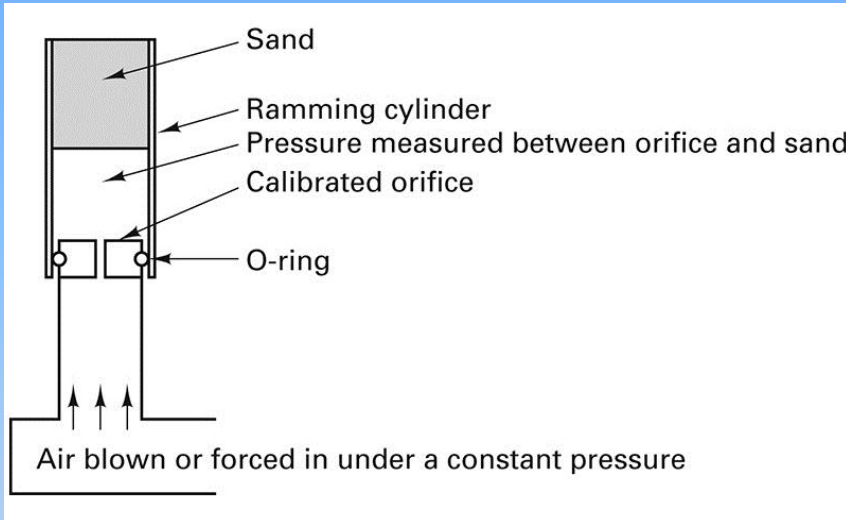 Sand
Ramming cylinder
Pressure measured between orifice and sand
Calibrated orifice
O-ring
Air blown or forced in under a constant pressure